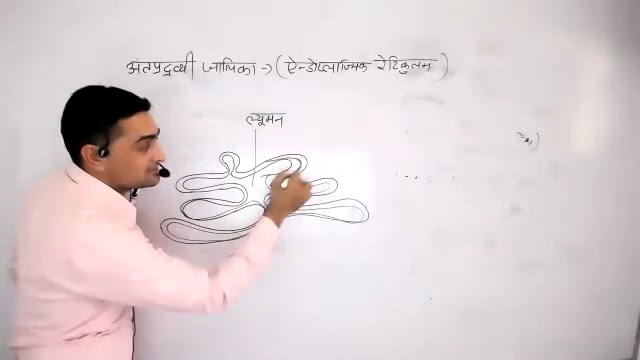 अंतप्रद्रव्यी जालिका → (ऐन्डोप्लाज्मिक रेटिकुलम)
ल्यूमन